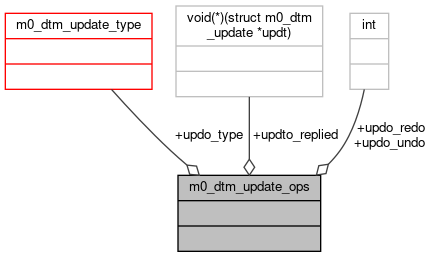 m0_dtm_update_type
void(*)(struct m0_dtm
_update *updt)
int
+updo_type
+updto_replied
+updo_redo
+updo_undo
m0_dtm_update_ops